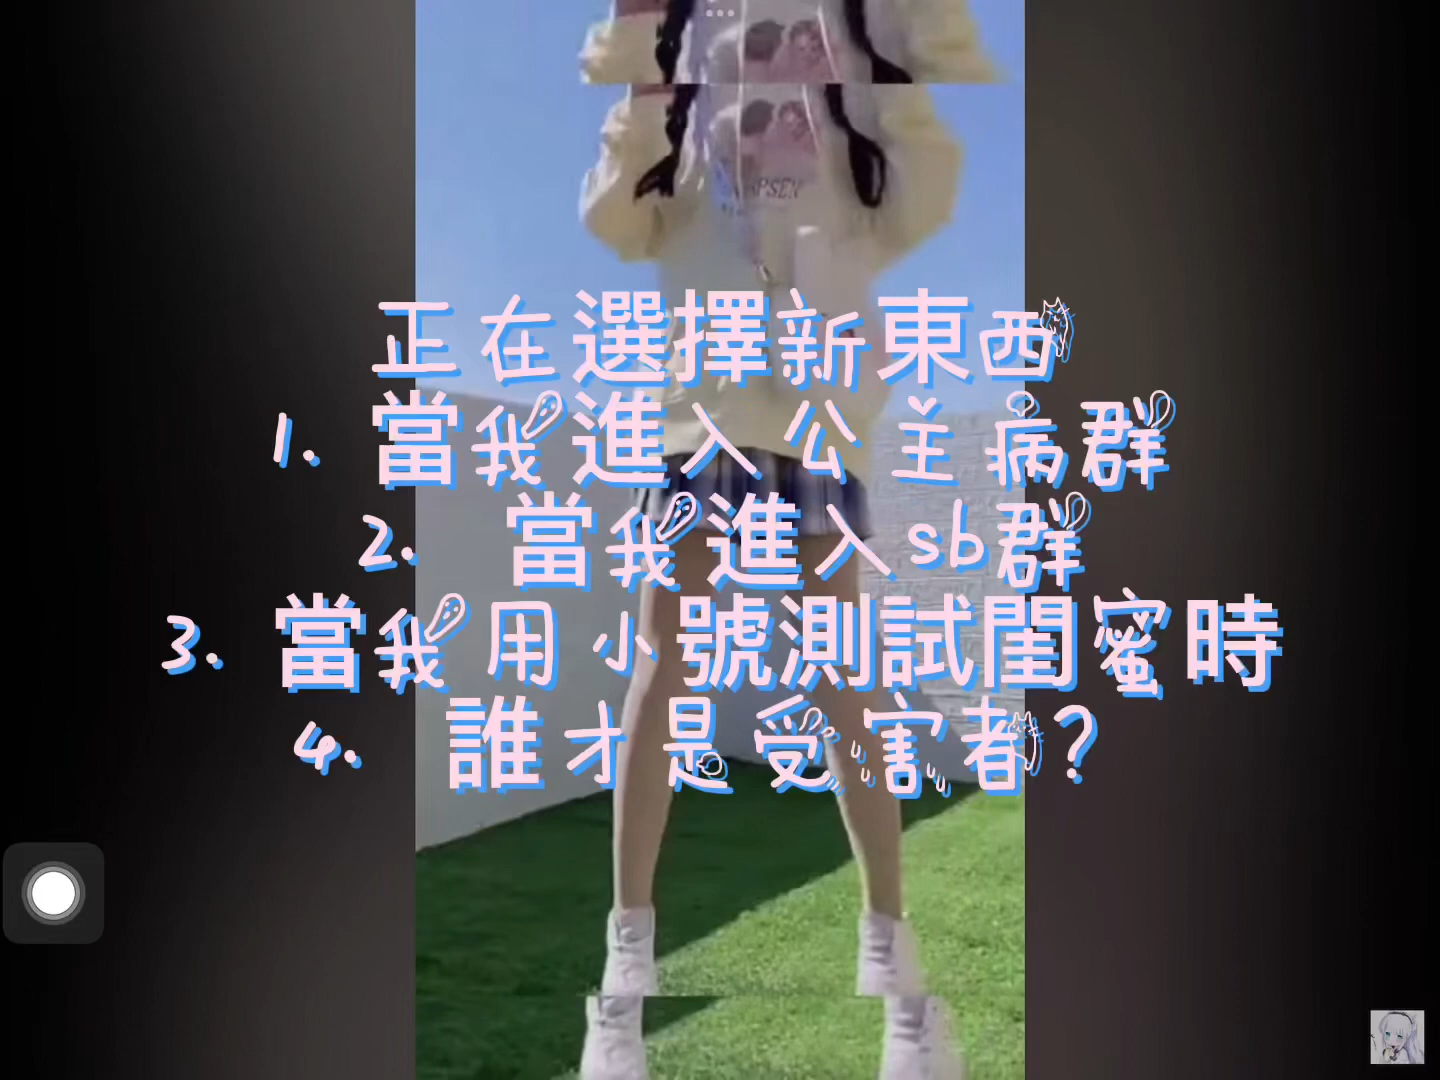 正在選擇新東西
1. 當我進入公主病群
2. 當我進入sb群
3. 當我用小號測試閨蜜時
4. 誰才是受害者？